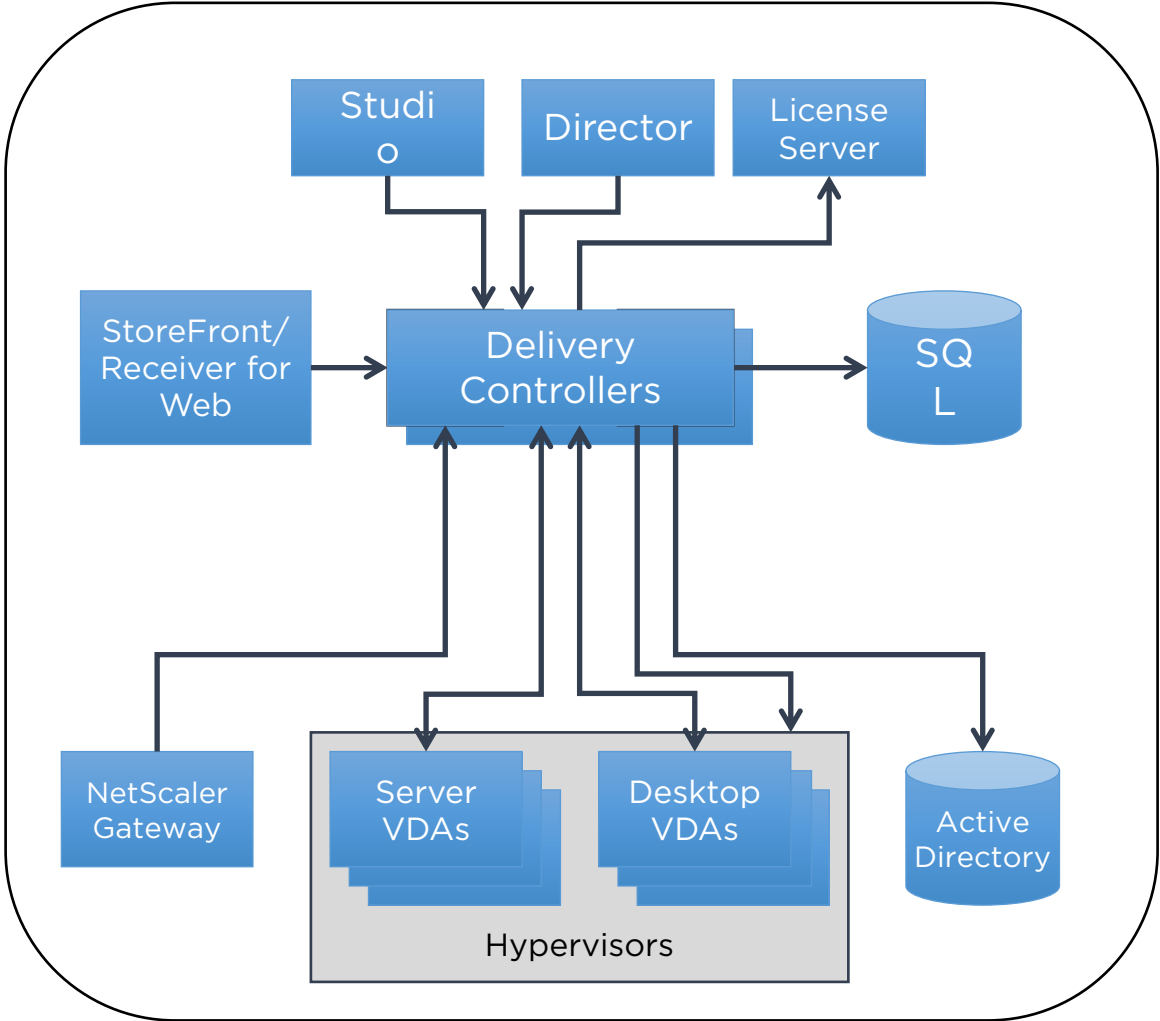 Studi
o
Director
License
Server
StoreFront/
Receiver for
Web
Delivery
Controllers
SQ
L
NetScaler
Gateway
Server
VDAs
Desktop
VDAs
Active
Directory
Hypervisors